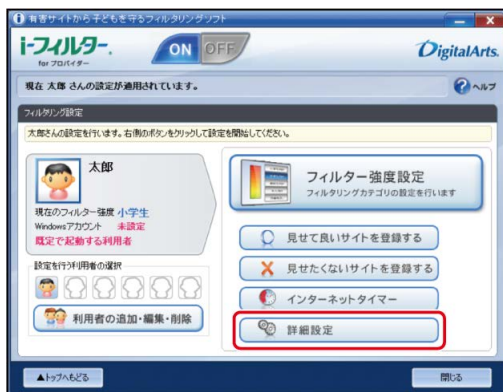 有害サイトから子どもを守るフィルタリングソフト
i-フィルター.
for プロバイダー
ON OFF
DigitalArts.
現在 太郎 さんの設定が適用されています。
ヘルプ
フィルタリング設定
太郎さんの設定を行います。右側のボタンをクリックして設定を開始してください。
太郎
現在のフィルター強度 小学生
Windowsアカウント 未設定
既定で起動する利用者
設定を行う利用者の選択
利用者の追加・編集・削除
フィルター強度設定
フィルタリングカテゴリの設定を行います
見せて良いサイトを登録する
見せたくないサイトを登録する
インターネットタイマー
詳細設定
▲トップへもどる
閉じる